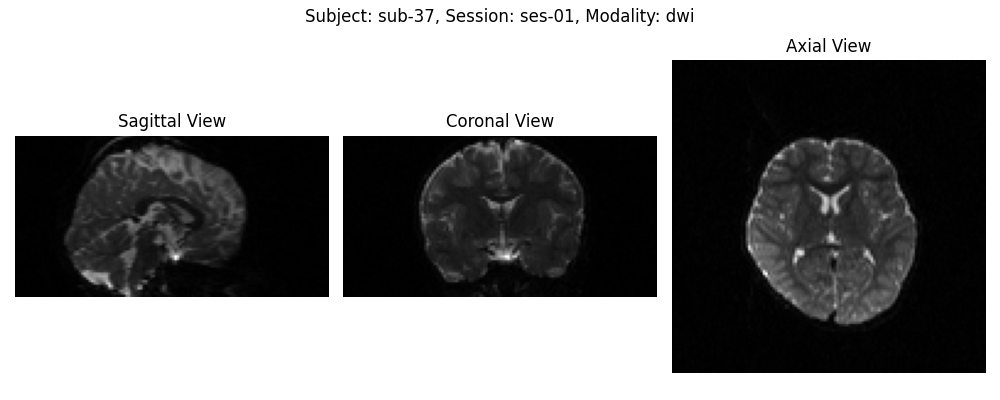 Subject: sub-37, Session: ses-01, Modality: dwi
Axial View
Sagittal View
Coronal View